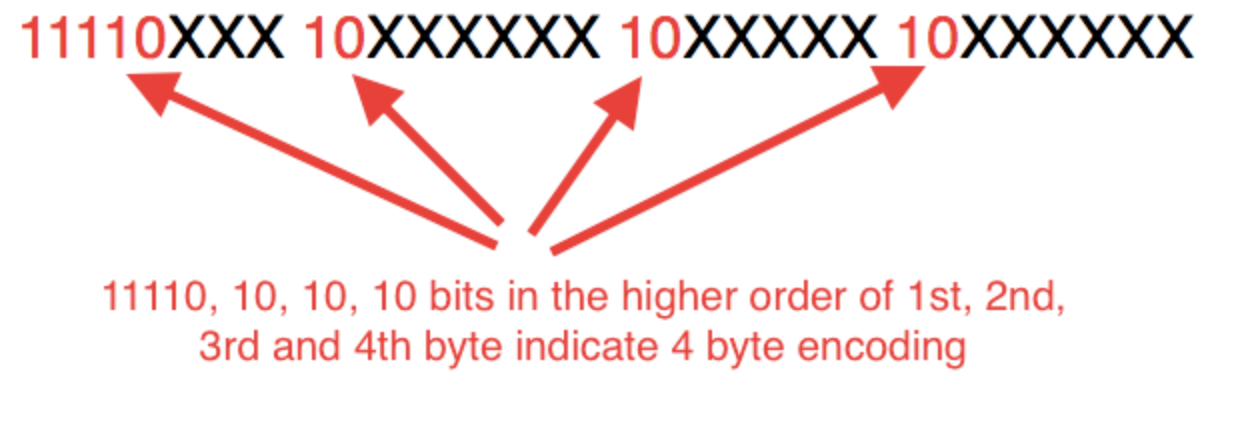 11110XXX 10XXXXXX 10XXXXX 10XXXXXX
11110, 10, 10, 10 bits in the higher order of 1st, 2nd,
3rd and 4th byte indicate 4 byte encoding